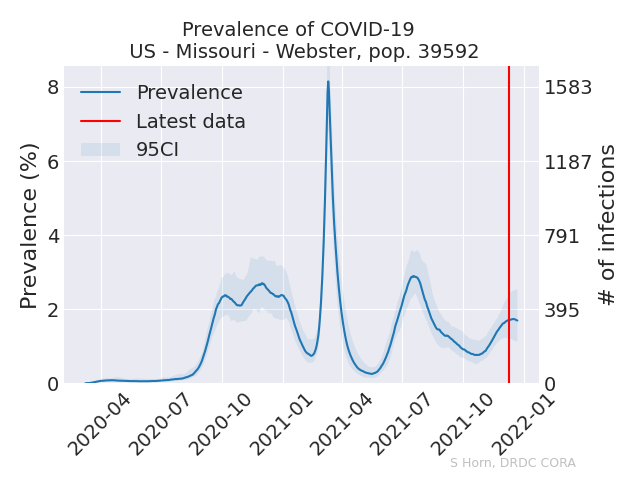 Prevalence of COVID-19
US - Missouri - Webster, pop. 39592
Prevalence (%)
8
6
4
2
0
Prevalence
Latest data
95CI
1583
1187
791
395
0
# of infections
2020-04
2020-07
2020-10
2021-01
2021-04
2021-07
2021-10
2022-01
S Horn, DRDC CORA